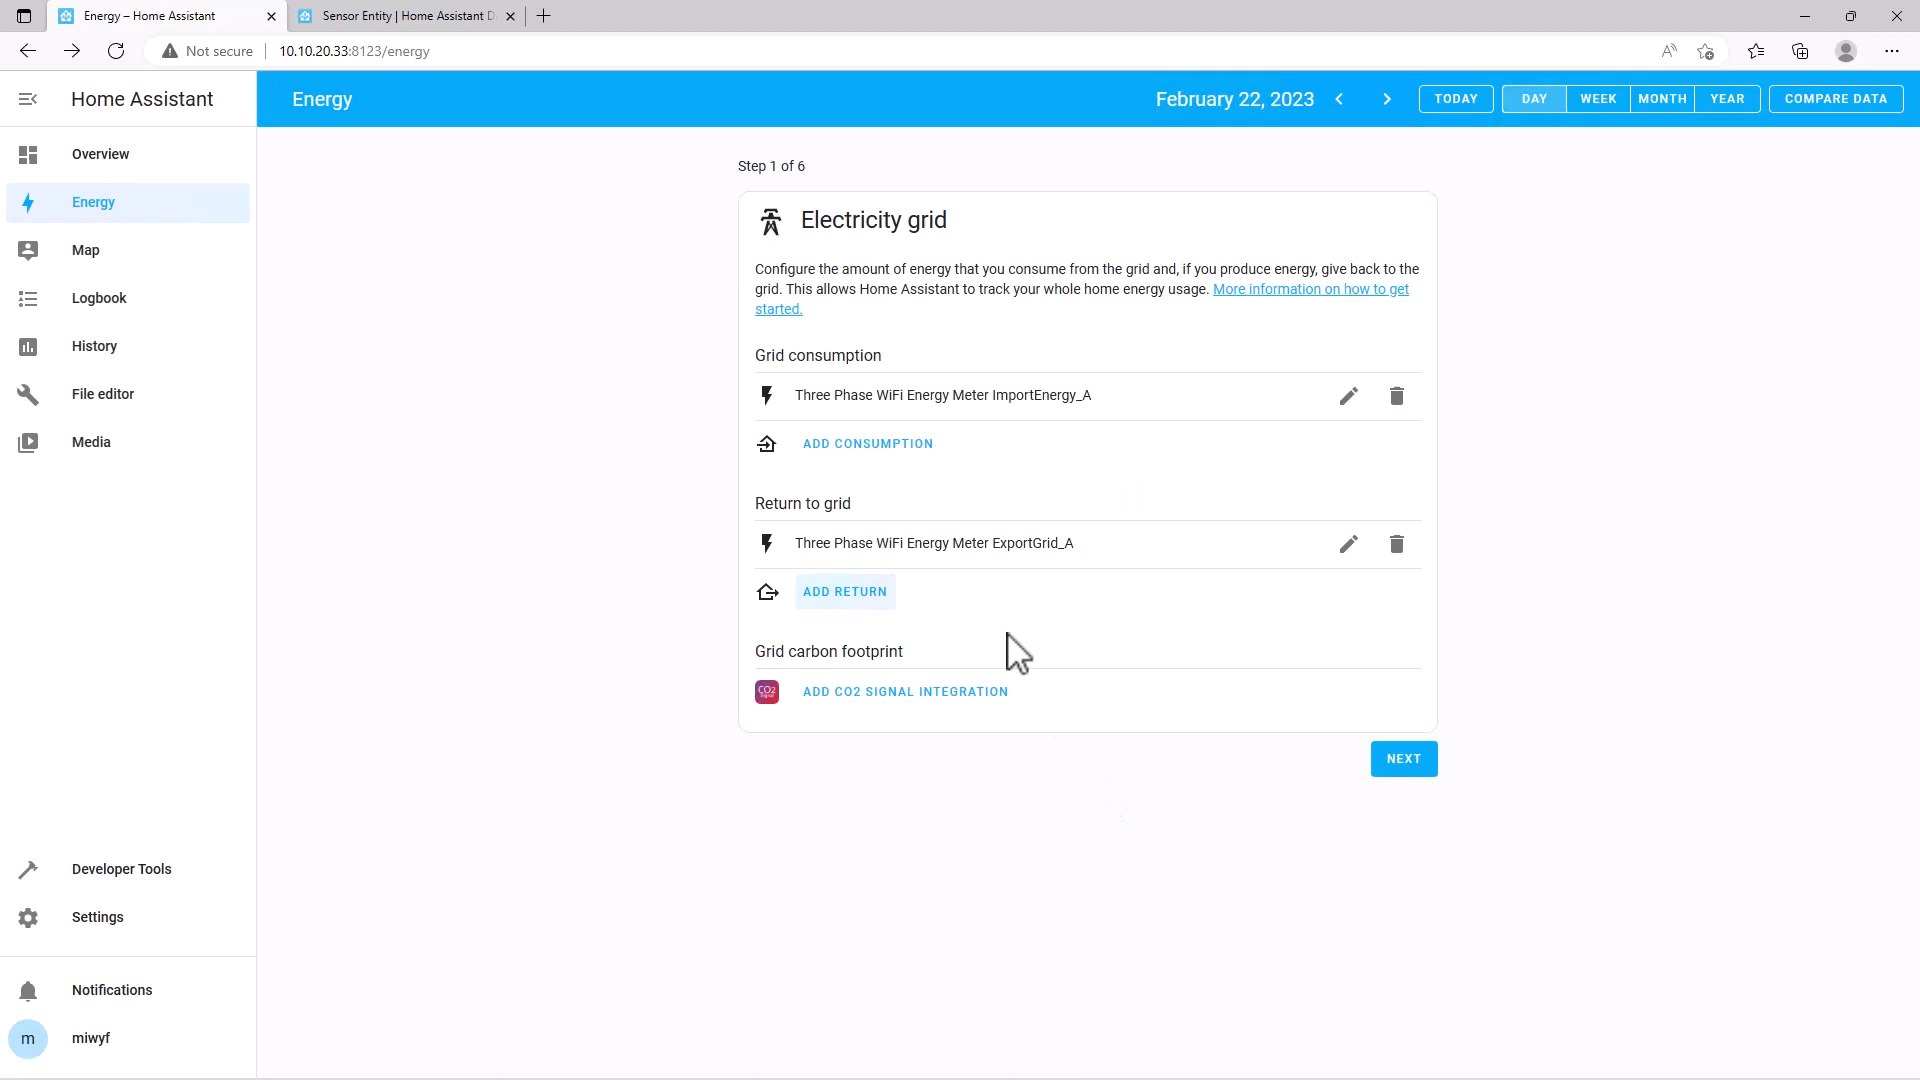 Energy – Home Assistant
Sensor Entity | Home Assistant D
Not secure
10.10.20.33:8123/energy
Home Assistant
Energy
February 22, 2023
TODAY
DAY
WEEK
MONTH
YEAR
COMPARE DATA
Overview
Energy
Map
Logbook
History
File editor
Media
Developer Tools
Settings
Notifications
m
miwyf
Step 1 of 6
Electricity grid
Configure the amount of energy that you consume from the grid and, if you produce energy, give back to the
grid. This allows Home Assistant to track your whole home energy usage. More information on how to get
started.
Grid consumption
Three Phase WiFi Energy Meter ImportEnergy_A
ADD CONSUMPTION
Return to grid
Three Phase WiFi Energy Meter ExportGrid_A
ADD RETURN
Grid carbon footprint
CO2
Signal
ADD CO2 SIGNAL INTEGRATION
NEXT